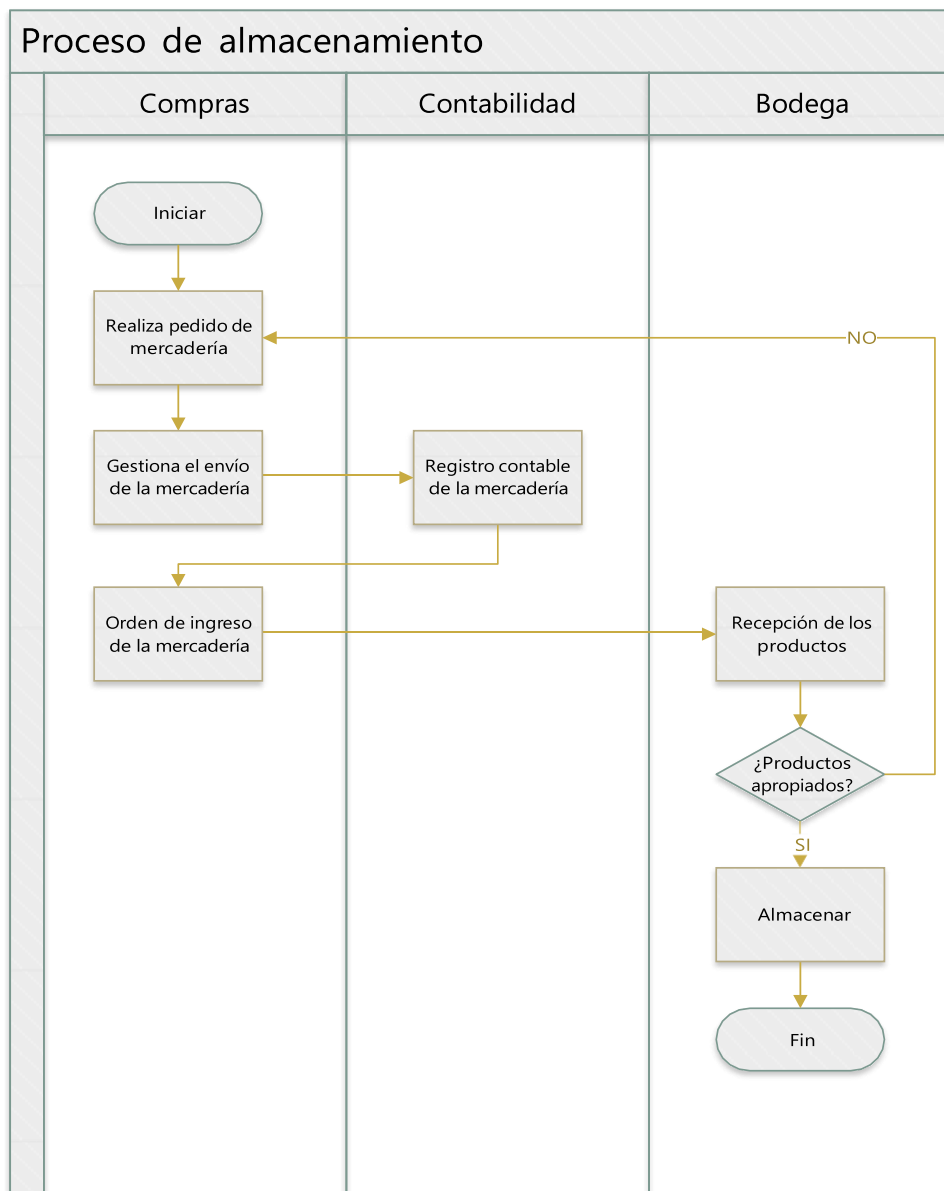 Proceso de almacenamiento
Compras
Contabilidad
Bodega
Iniciar
Realiza pedido de
mercadería
NO
Gestiona el envío
de la mercadería
Registro contable
de la mercadería
Orden de ingreso
de la mercadería
Recepción de los
productos
¿Productos
apropiados?
SI
Almacenar
Fin